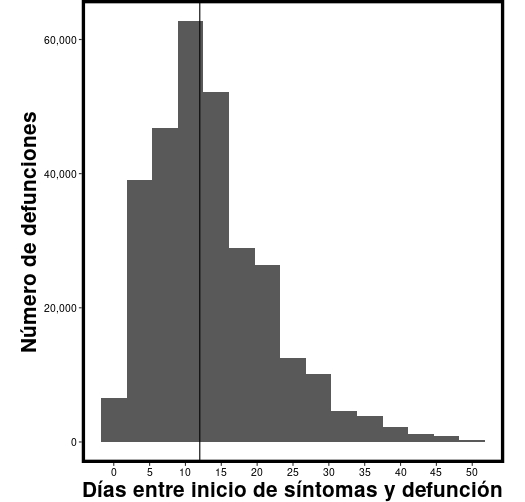 Número de defunciones
60,000
40,000
20,000
0
0 5 10 15 20 25 30 35 40 45 50
Días entre inicio de síntomas y defunción